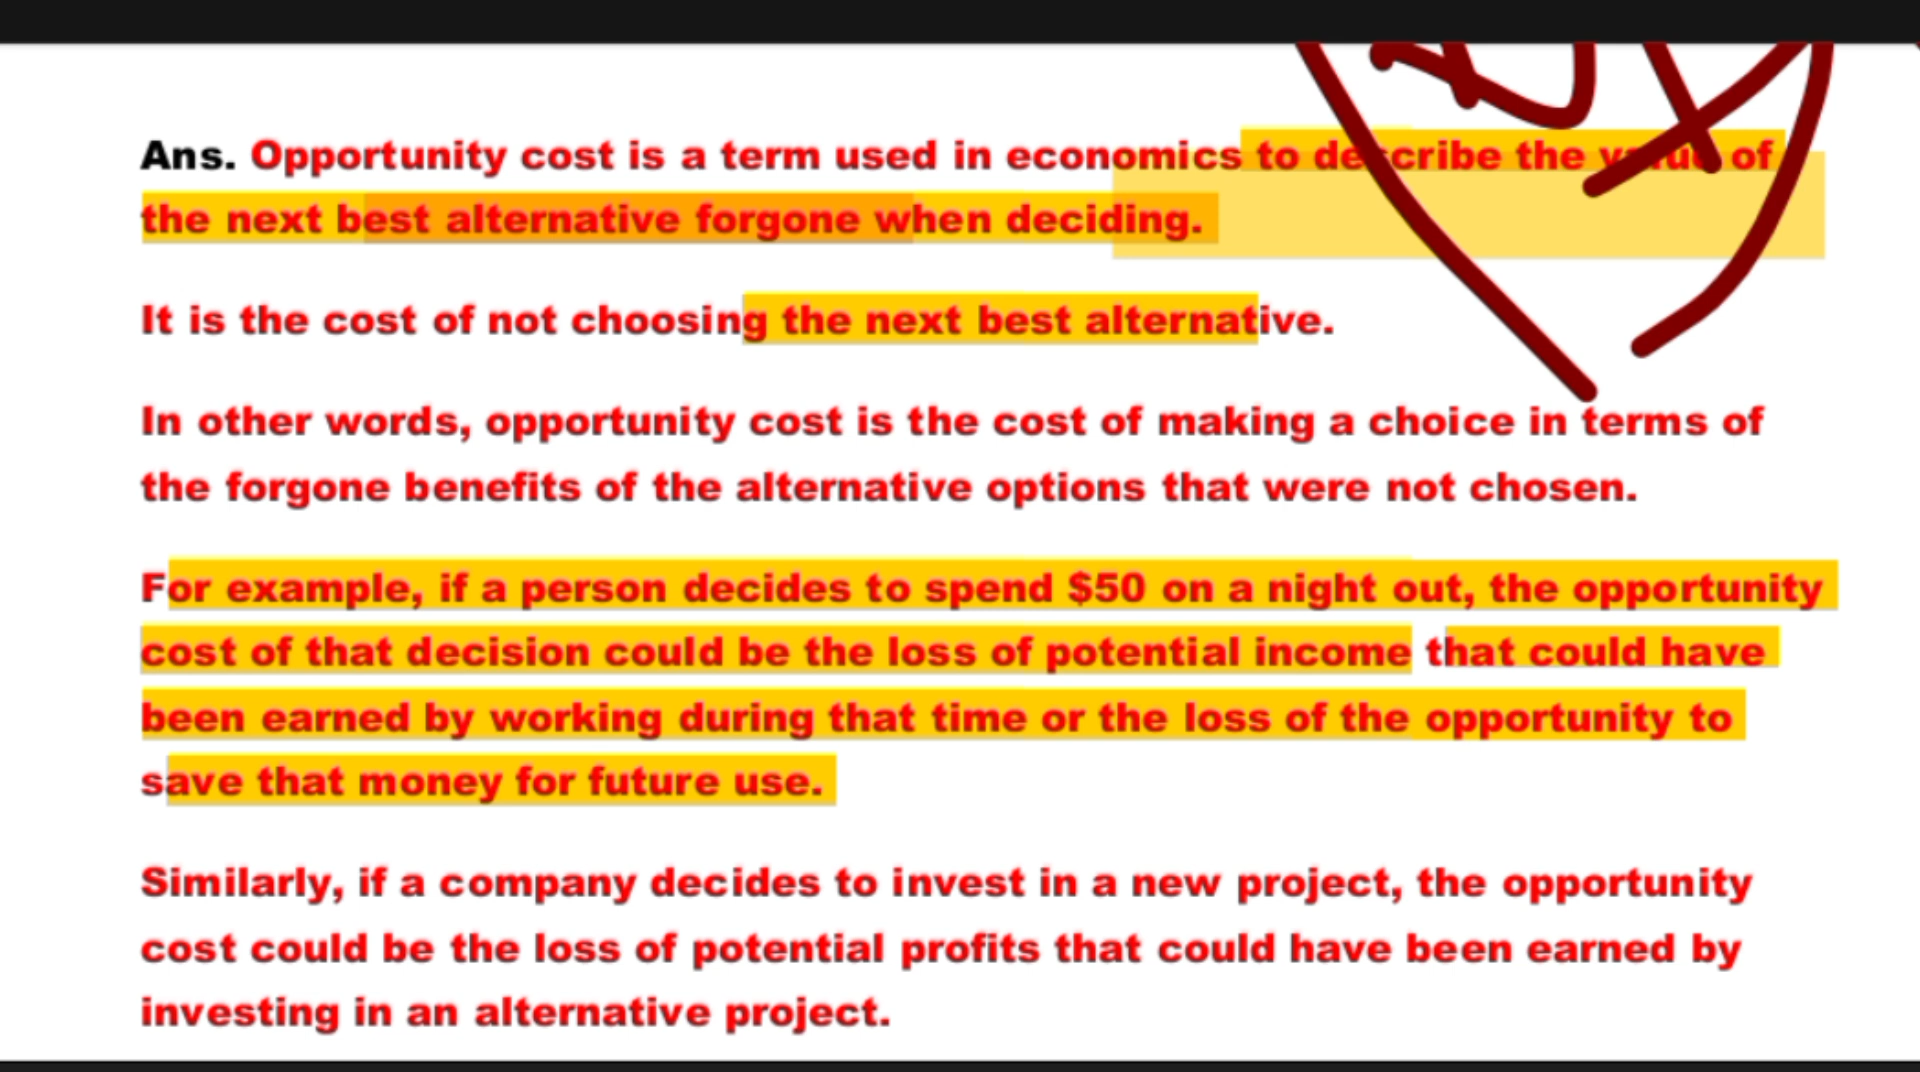 Ans. Opportunity cost is a term used in economics to describe the value of
the next best alternative forgone when deciding.
It is the cost of not choosing the next best alternative.
In other words, opportunity cost is the cost of making a choice in terms of
the forgone benefits of the alternative options that were not chosen.
For example, if a person decides to spend $50 on a night out, the opportunity
cost of that decision could be the loss of potential income that could have
been earned by working during that time or the loss of the opportunity to
save that money for future use.
Similarly, if a company decides to invest in a new project, the opportunity
cost could be the loss of potential profits that could have been earned by
investing in an alternative project.